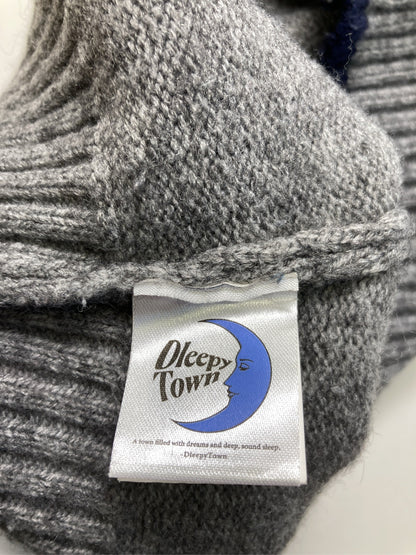 Dleepy
Town
A town filled with dreams and deep, sound sleep.
-DleepyTown